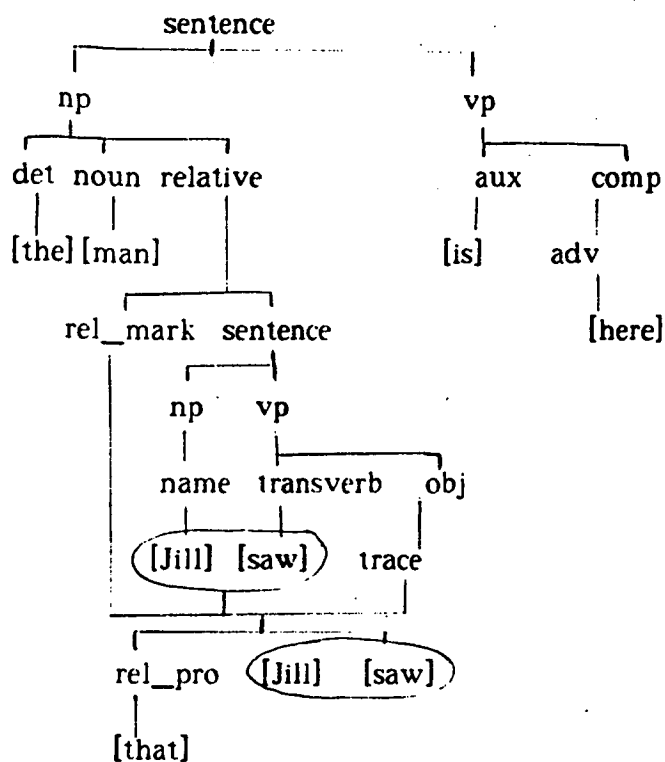 sentence
np vp
det noun relative aux comp
[the] [man] [is] adv
rel_mark sentence [here]
np vp
name transverb obj
[Jill] [saw] trace
rel_pro [Jill] [saw]
[that]